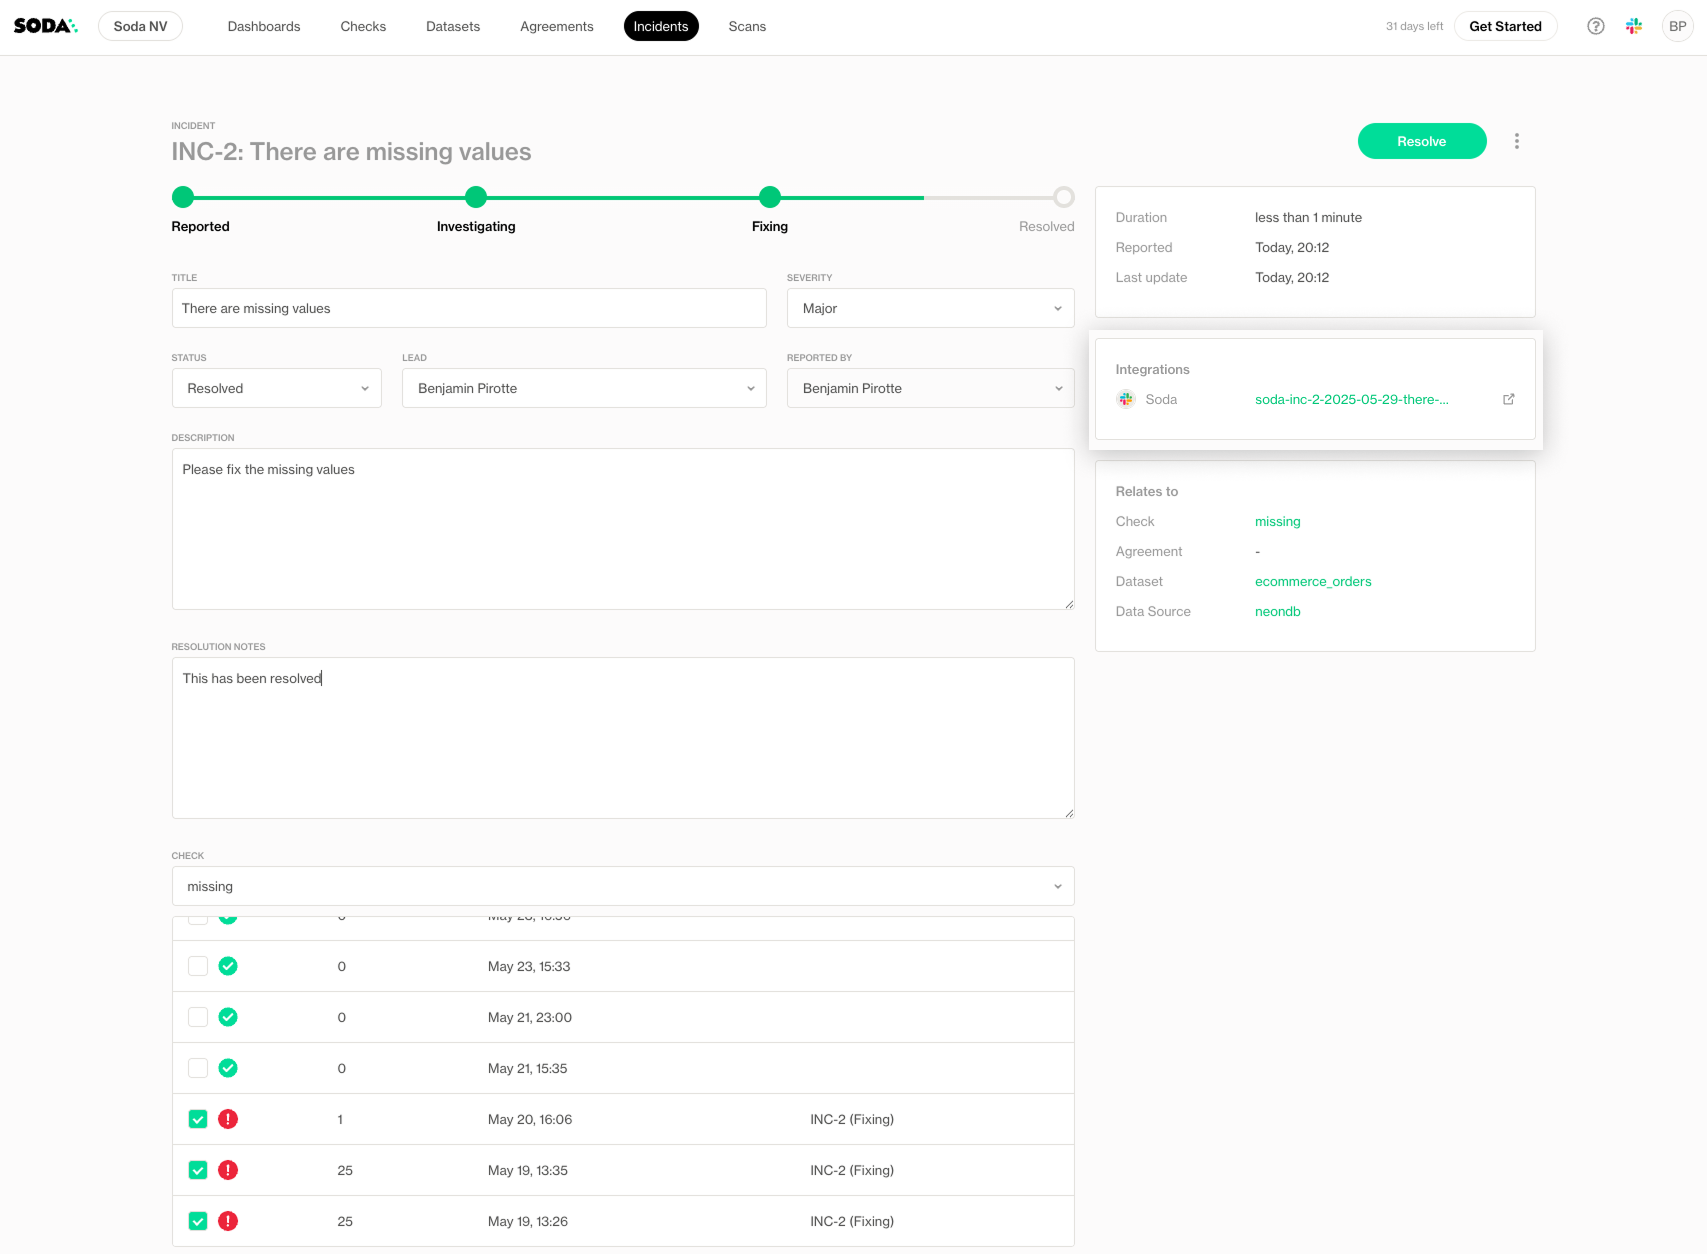 SODA Soda NV Dashboards Checks Datasets Agreements Incidents Scans 31 days left Get Started BP
INCIDENT
INC-2: There are missing values
Resolve
Reported Investigating Fixing Resolved
Duration less than 1 minute
Reported Today, 20:12
Last update Today, 20:12
TITLE SEVERITY
There are missing values Major
STATUS LEAD REPORTED BY
Resolved Benjamin Pirotte Benjamin Pirotte
Integrations
Soda soda-inc-2-2025-05-29-there-...
DESCRIPTION
Please fix the missing values
Relates to
Check missing
Agreement -
Dataset ecommerce_orders
Data Source neondb
RESOLUTION NOTES
This has been resolved
CHECK
missing
0 May 23, 15:33
0 May 21, 23:00
0 May 21, 15:35
1 May 20, 16:06 INC-2 (Fixing)
25 May 19, 13:35 INC-2 (Fixing)
25 May 19, 13:26 INC-2 (Fixing)